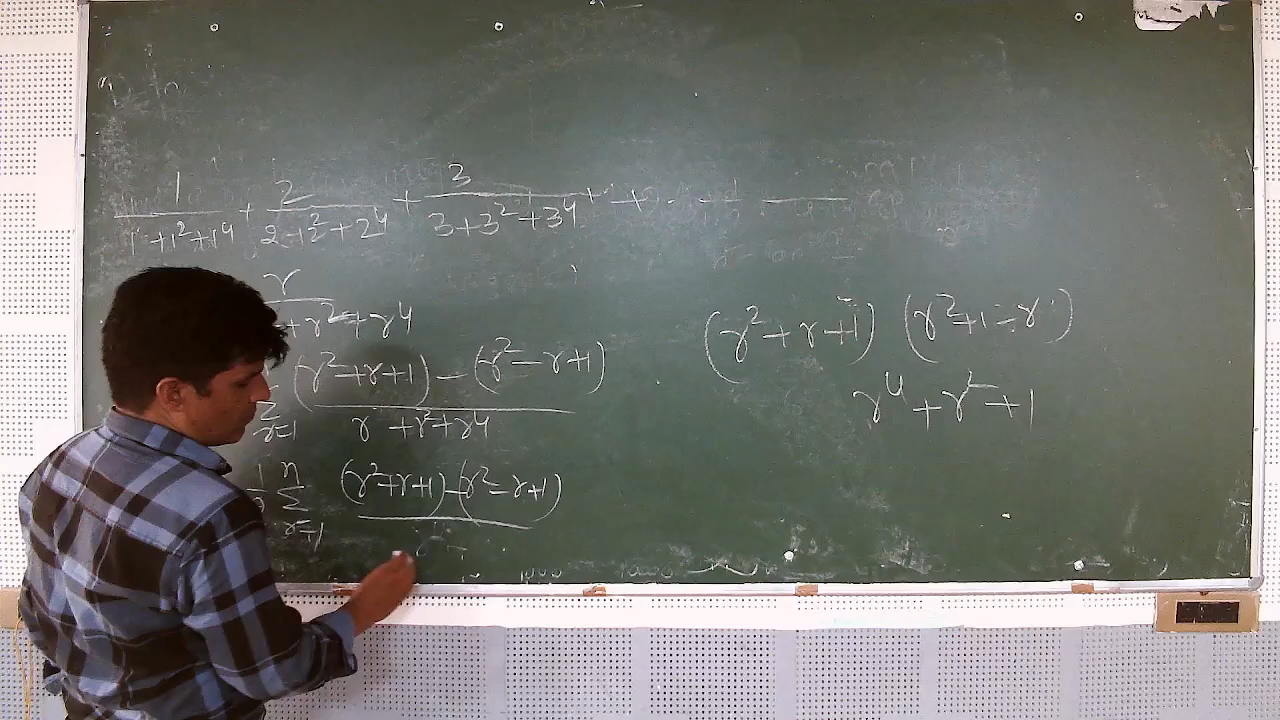 1/(1+1²+1⁴) + 2/(2+2²+2⁴) + 3/(3+3²+3⁴) + + . .
r/( +r²+r⁴)
Σ r=1 ((r²+r+1) - (r²-r+1))/(r +r²+r⁴)
1 n Σ r=1 ((r²+r+1)-(r²-r+1))/
(r²+r+1) (r²+1-r)
r⁴+r²+1